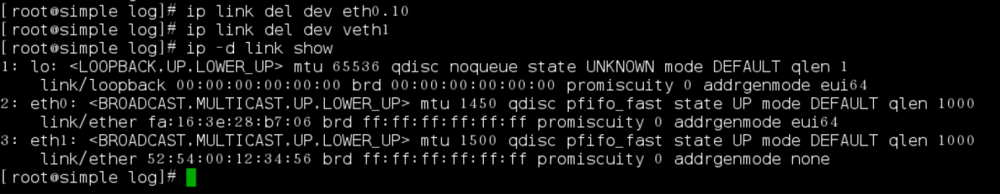 [root@simple log]# ip link del dev eth0.10
[root@simple log]# ip link del dev veth1
[root@simple log]# ip -d link show
1: lo: <LOOPBACK,UP,LOWER_UP> mtu 65536 qdisc noqueue state UNKNOWN mode DEFAULT qlen 1
    link/loopback 00:00:00:00:00:00 brd 00:00:00:00:00:00 promiscuity 0 addrgenmode eui64
2: eth0: <BROADCAST,MULTICAST,UP,LOWER_UP> mtu 1450 qdisc pfifo_fast state UP mode DEFAULT qlen 1000
    link/ether fa:16:3e:28:b7:06 brd ff:ff:ff:ff:ff:ff promiscuity 0 addrgenmode eui64
3: eth1: <BROADCAST,MULTICAST,UP,LOWER_UP> mtu 1500 qdisc pfifo_fast state UP mode DEFAULT qlen 1000
    link/ether 52:54:00:12:34:56 brd ff:ff:ff:ff:ff:ff promiscuity 0 addrgenmode none
[root@simple log]#